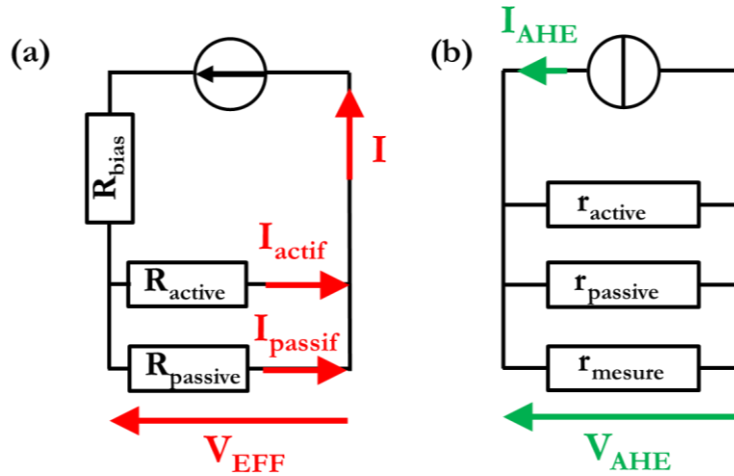 (a)
I
R_bias
I_actif
R_active
I_passif
R_passive
V_EFF
(b)
I_AHE
r_active
r_passive
r_mesure
V_AHE